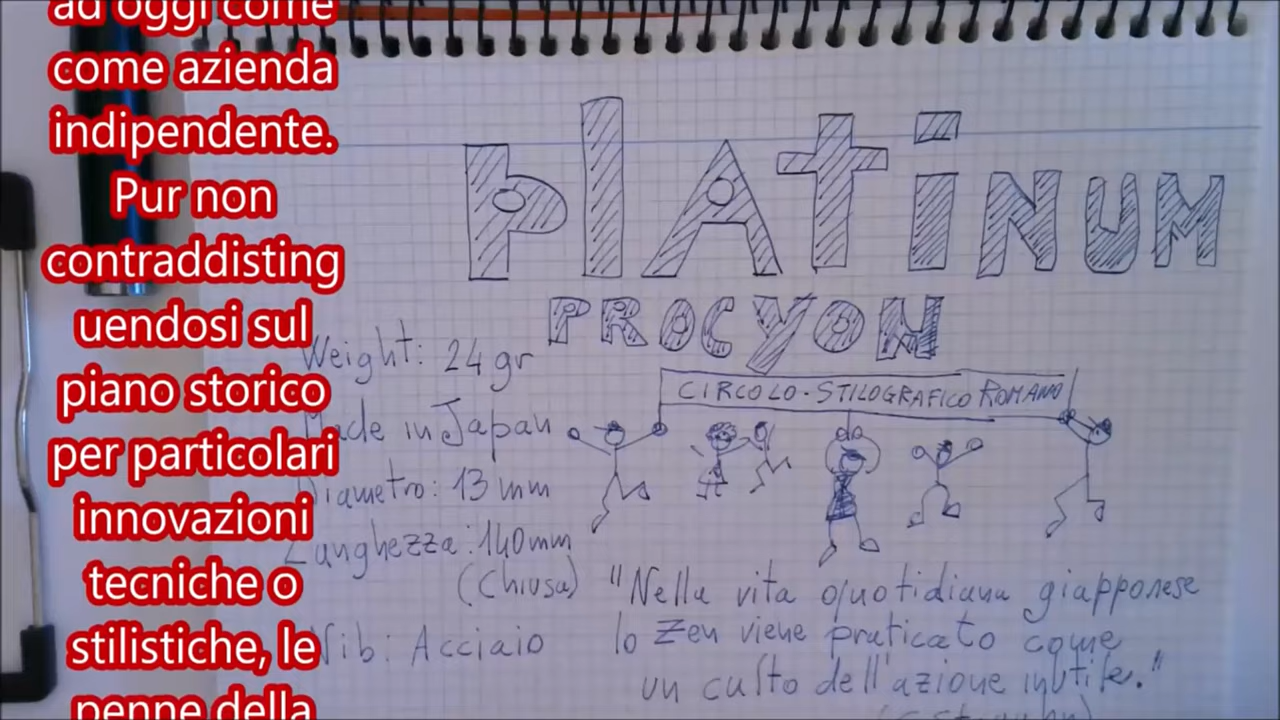 ad oggi come
come azienda
indipendente.
Pur non
contraddisting
uendosi sul
piano storico
per particolari
innovazioni
tecniche o
stilistiche, le
penne della
PlATiNUM
PROCYON
Weight: 24 gr
CIRCOLO-STILOGRAFICO ROMANO
Made in Japan
Diametro: 13 mm
Lunghezza: 140mm
(Chiusa)
"Nella vita quotidiana giapponese
Nib: Acciaio
lo Zen viene praticato come
un culto dell'azione inutile."